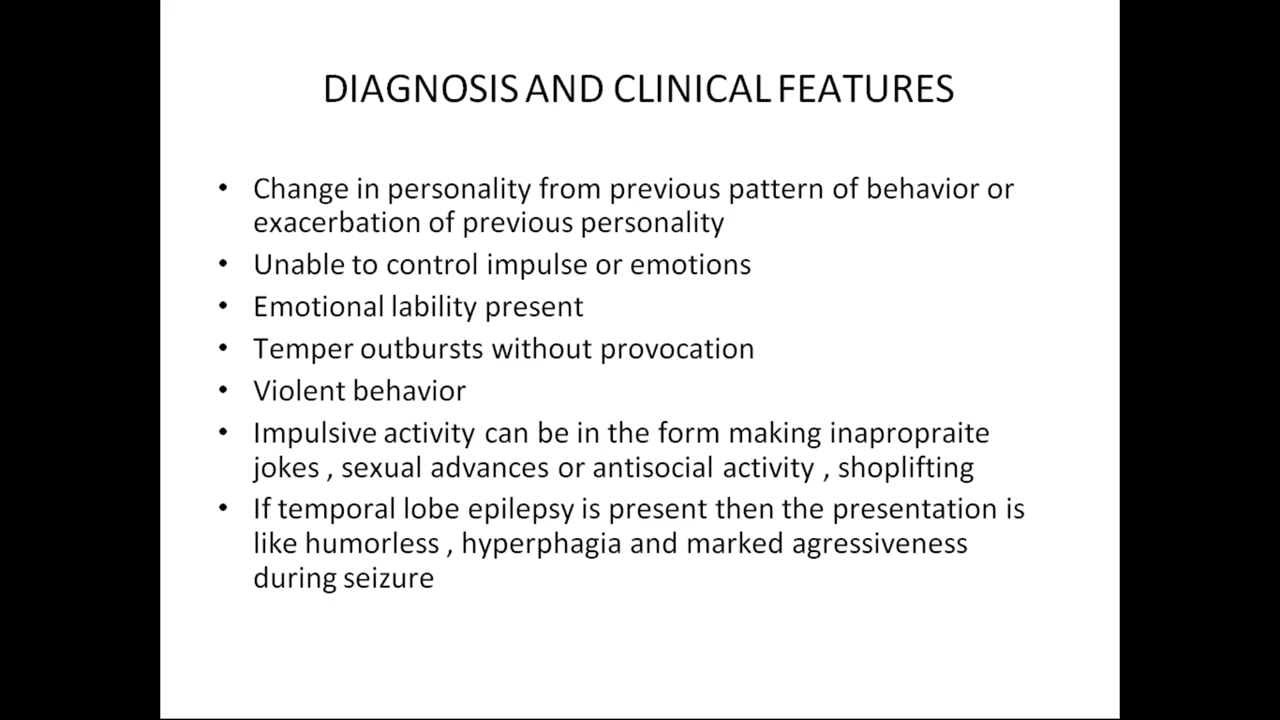 DIAGNOSIS AND CLINICAL FEATURES
• Change in personality from previous pattern of behavior or
exacerbation of previous personality
• Unable to control impulse or emotions
• Emotional lability present
• Temper outbursts without provocation
• Violent behavior
• Impulsive activity can be in the form making inapropraite
jokes , sexual advances or antisocial activity , shoplifting
• If temporal lobe epilepsy is present then the presentation is
like humorless , hyperphagia and marked agressiveness
during seizure